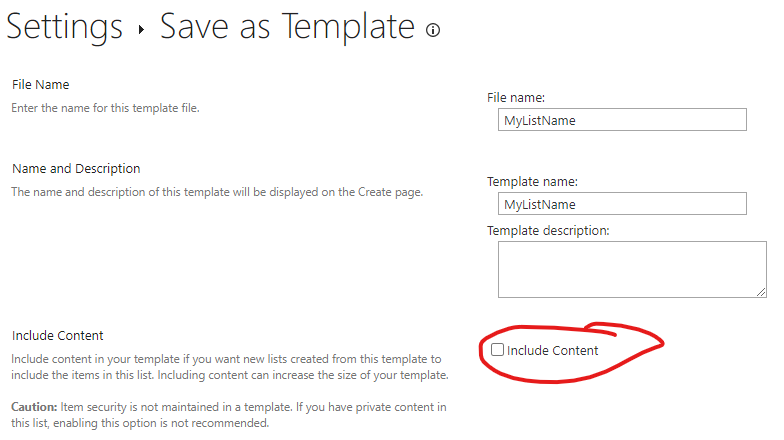 Settings ▸ Save as Template
File Name
Enter the name for this template file.
File name:
MyListName
Name and Description
The name and description of this template will be displayed on the Create page.
Template name:
MyListName
Template description:
Include Content
Include content in your template if you want new lists created from this template to
include the items in this list. Including content can increase the size of your template.
Caution: Item security is not maintained in a template. If you have private content in
this list, enabling this option is not recommended.
Include Content